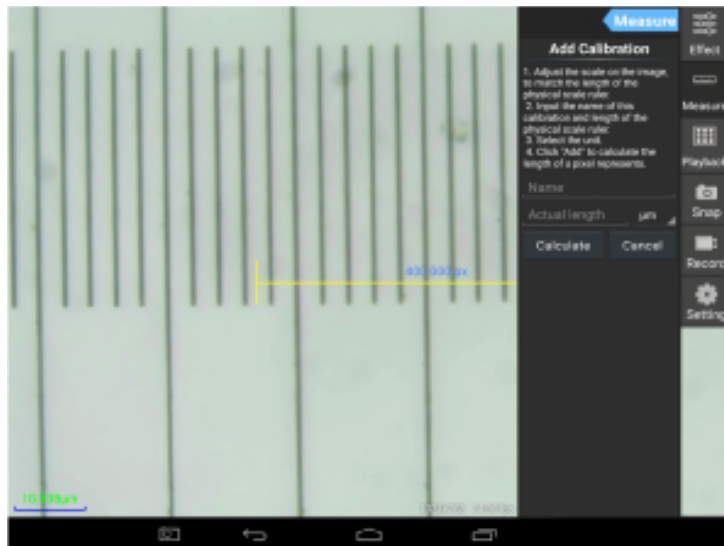 Measure
Effect
Add Calibration
1. Adjust the scale on the image,
to match the length of the
physical scale ruler.
2. Input the name of this
calibration and length of the
physical scale ruler.
3. Select the unit.
4. Click "Add" to calculate the
length of a pixel represents.
Measure
Playback
Name
Snap
Actual length
μm
Calculate
Cancel
Record
400.000 px
Setting